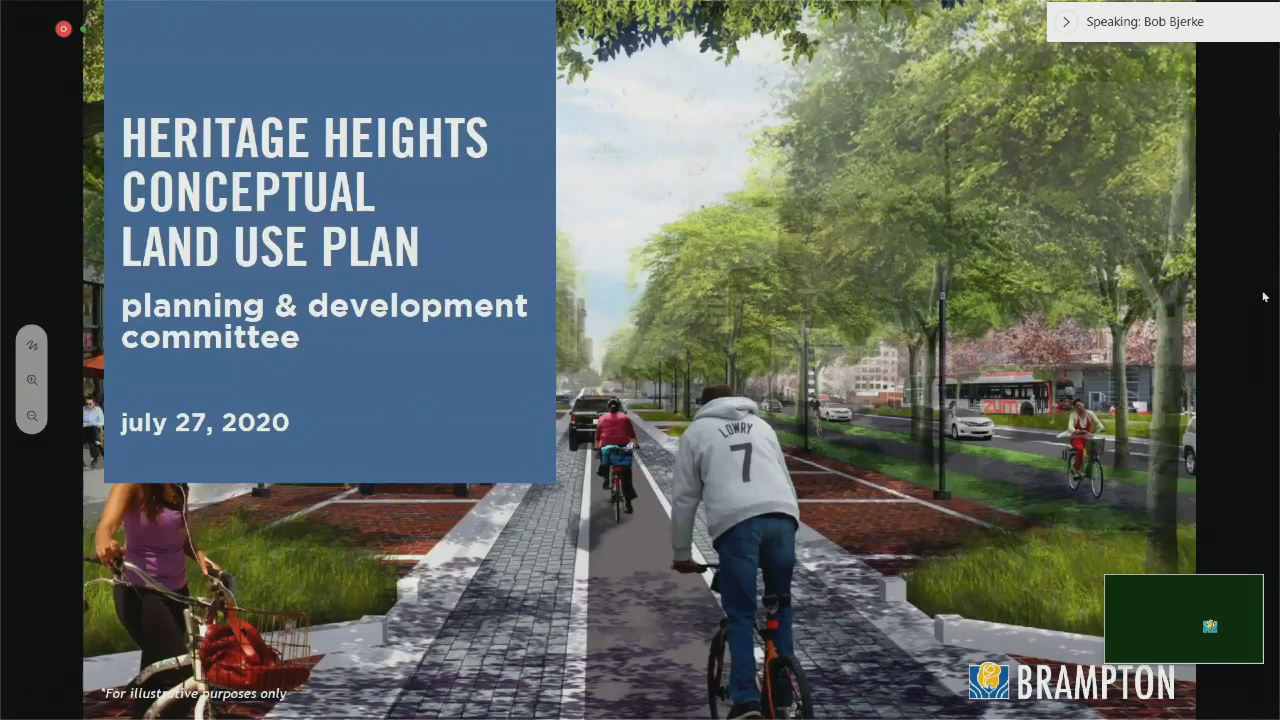 Speaking: Bob Bjerke
HERITAGE HEIGHTS
CONCEPTUAL
LAND USE PLAN
planning & development
committee
july 27, 2020
LOWRY
7
züm
*For illustrative purposes only
BRAMPTON